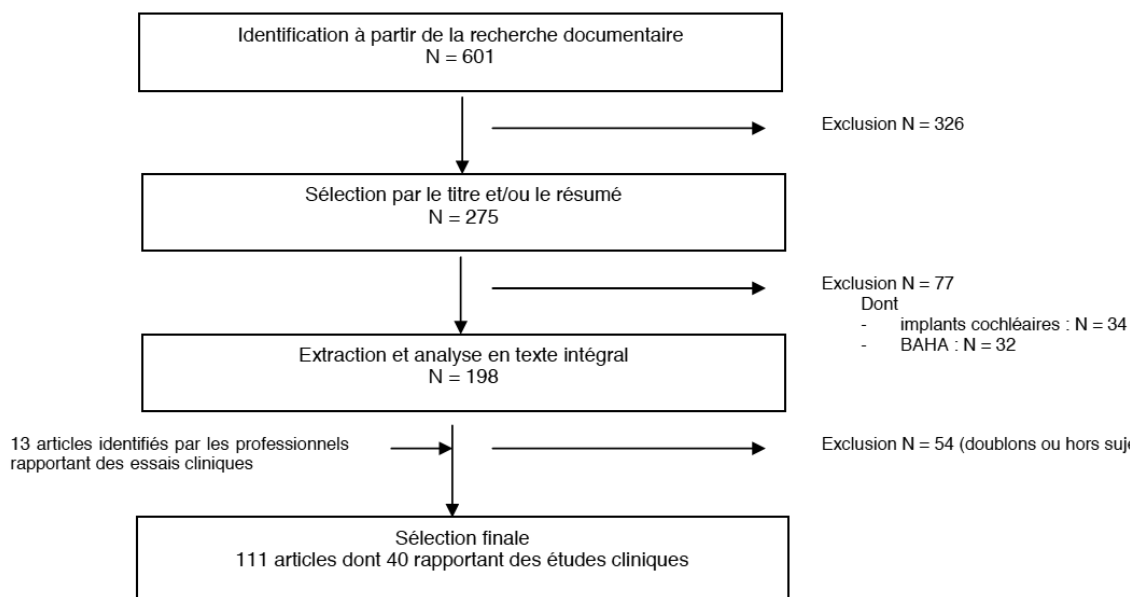 Identification à partir de la recherche documentaire
N = 601
Exclusion N = 326
Sélection par le titre et/ou le résumé
N = 275
Exclusion N = 77
Dont
- implants cochléaires : N = 34
- BAHA : N = 32
Extraction et analyse en texte intégral
N = 198
13 articles identifiés par les professionnels
rapportant des essais cliniques
Exclusion N = 54 (doublons ou hors suje
Sélection finale
111 articles dont 40 rapportant des études cliniques